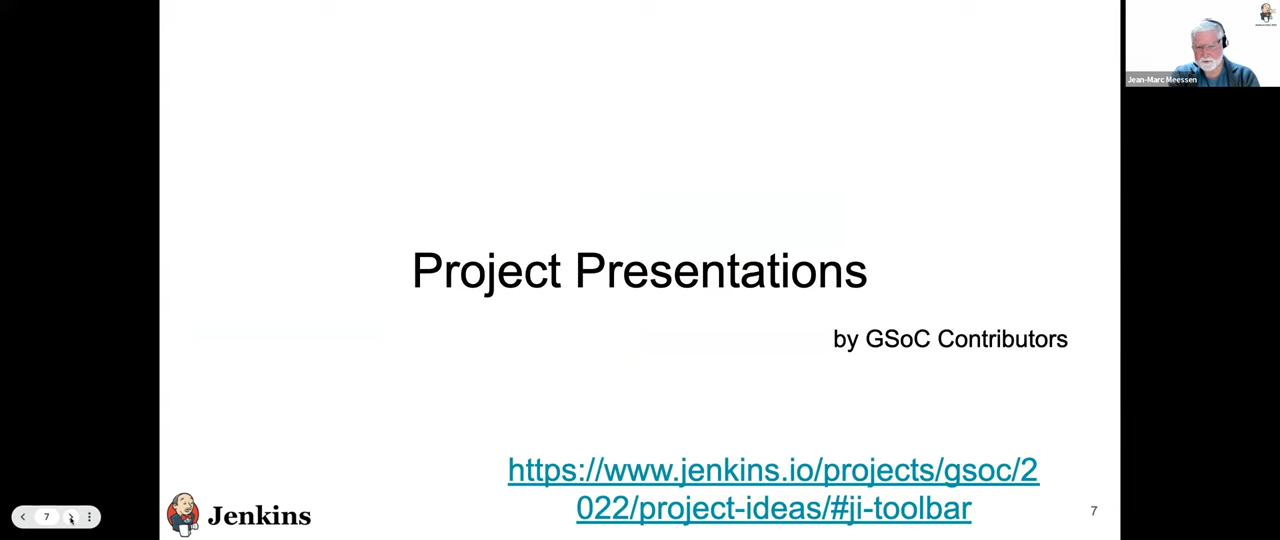 Jean-Marc Meessen
Project Presentations
by GSoC Contributors
https://www.jenkins.io/projects/gsoc/2
022/project-ideas/#ji-toolbar
Jenkins
7
7